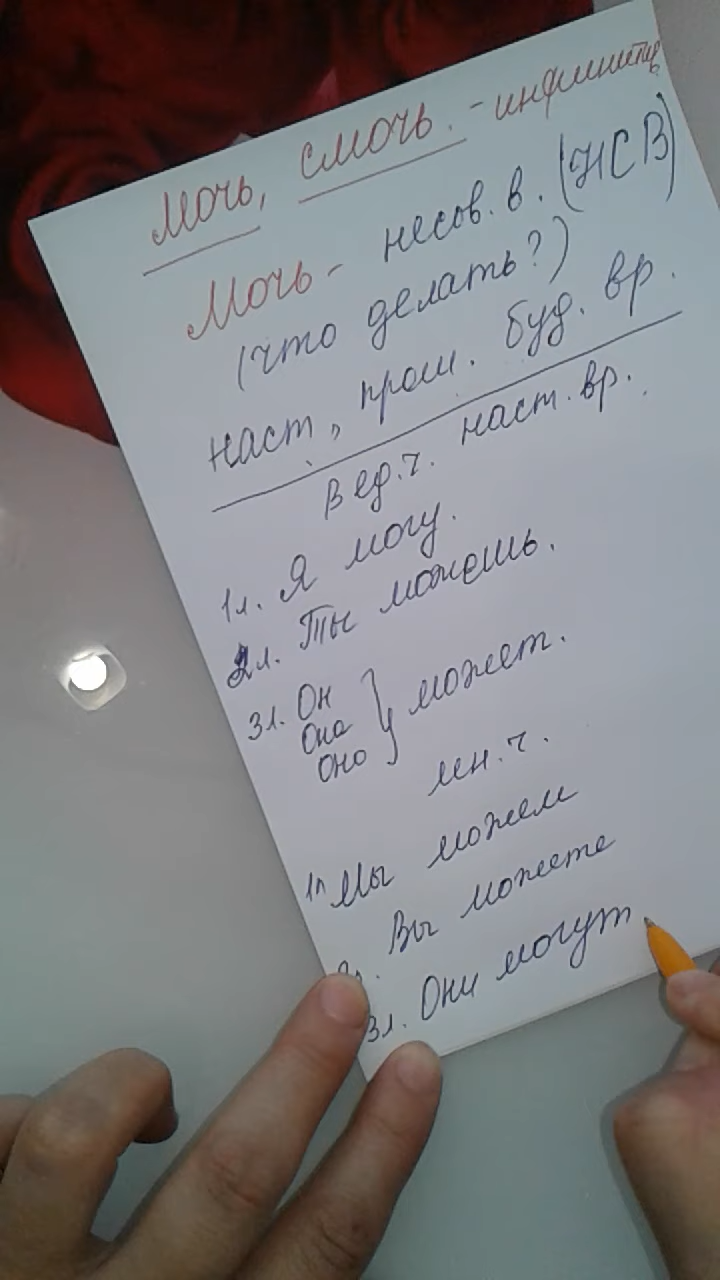 Мочь, смочь. - инфинитив
Мочь - несов. в. (НСВ)
(что делать?)
наст., прош. буд. вр.
В ед. ч. наст. вр.
1л. Я могу.
2л. Ты можешь.
3л. Он
Она
Оно } может.
мн. ч.
1л Мы можем
2л. Вы можете
3л. Они могут